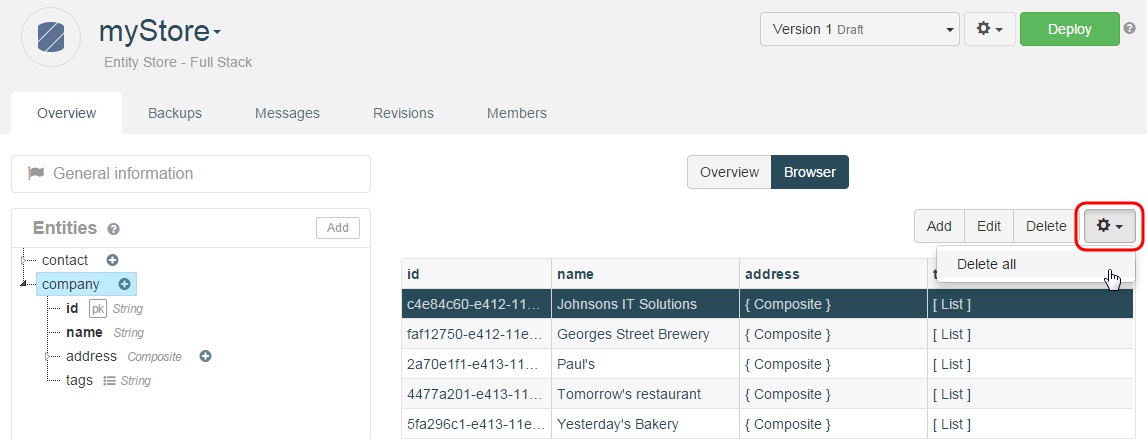 myStore
Entity Store - Full Stack
Version 1 Draft
Deploy
?
Overview
Backups
Messages
Revisions
Members
General information
Entities ?
Add
contact
company
id pk String
name String
address Composite
tags String
Overview
Browser
Add
Edit
Delete
Delete all
id name address t
c4e84c60-e412-11... Johnsons IT Solutions { Composite } [ List ]
faf12750-e412-11e... Georges Street Brewery { Composite } [ List ]
2a70e1f1-e413-11... Paul's { Composite } [ List ]
4477a201-e413-11... Tomorrow's restaurant { Composite } [ List ]
5fa296c1-e413-11e... Yesterday's Bakery { Composite } [ List ]